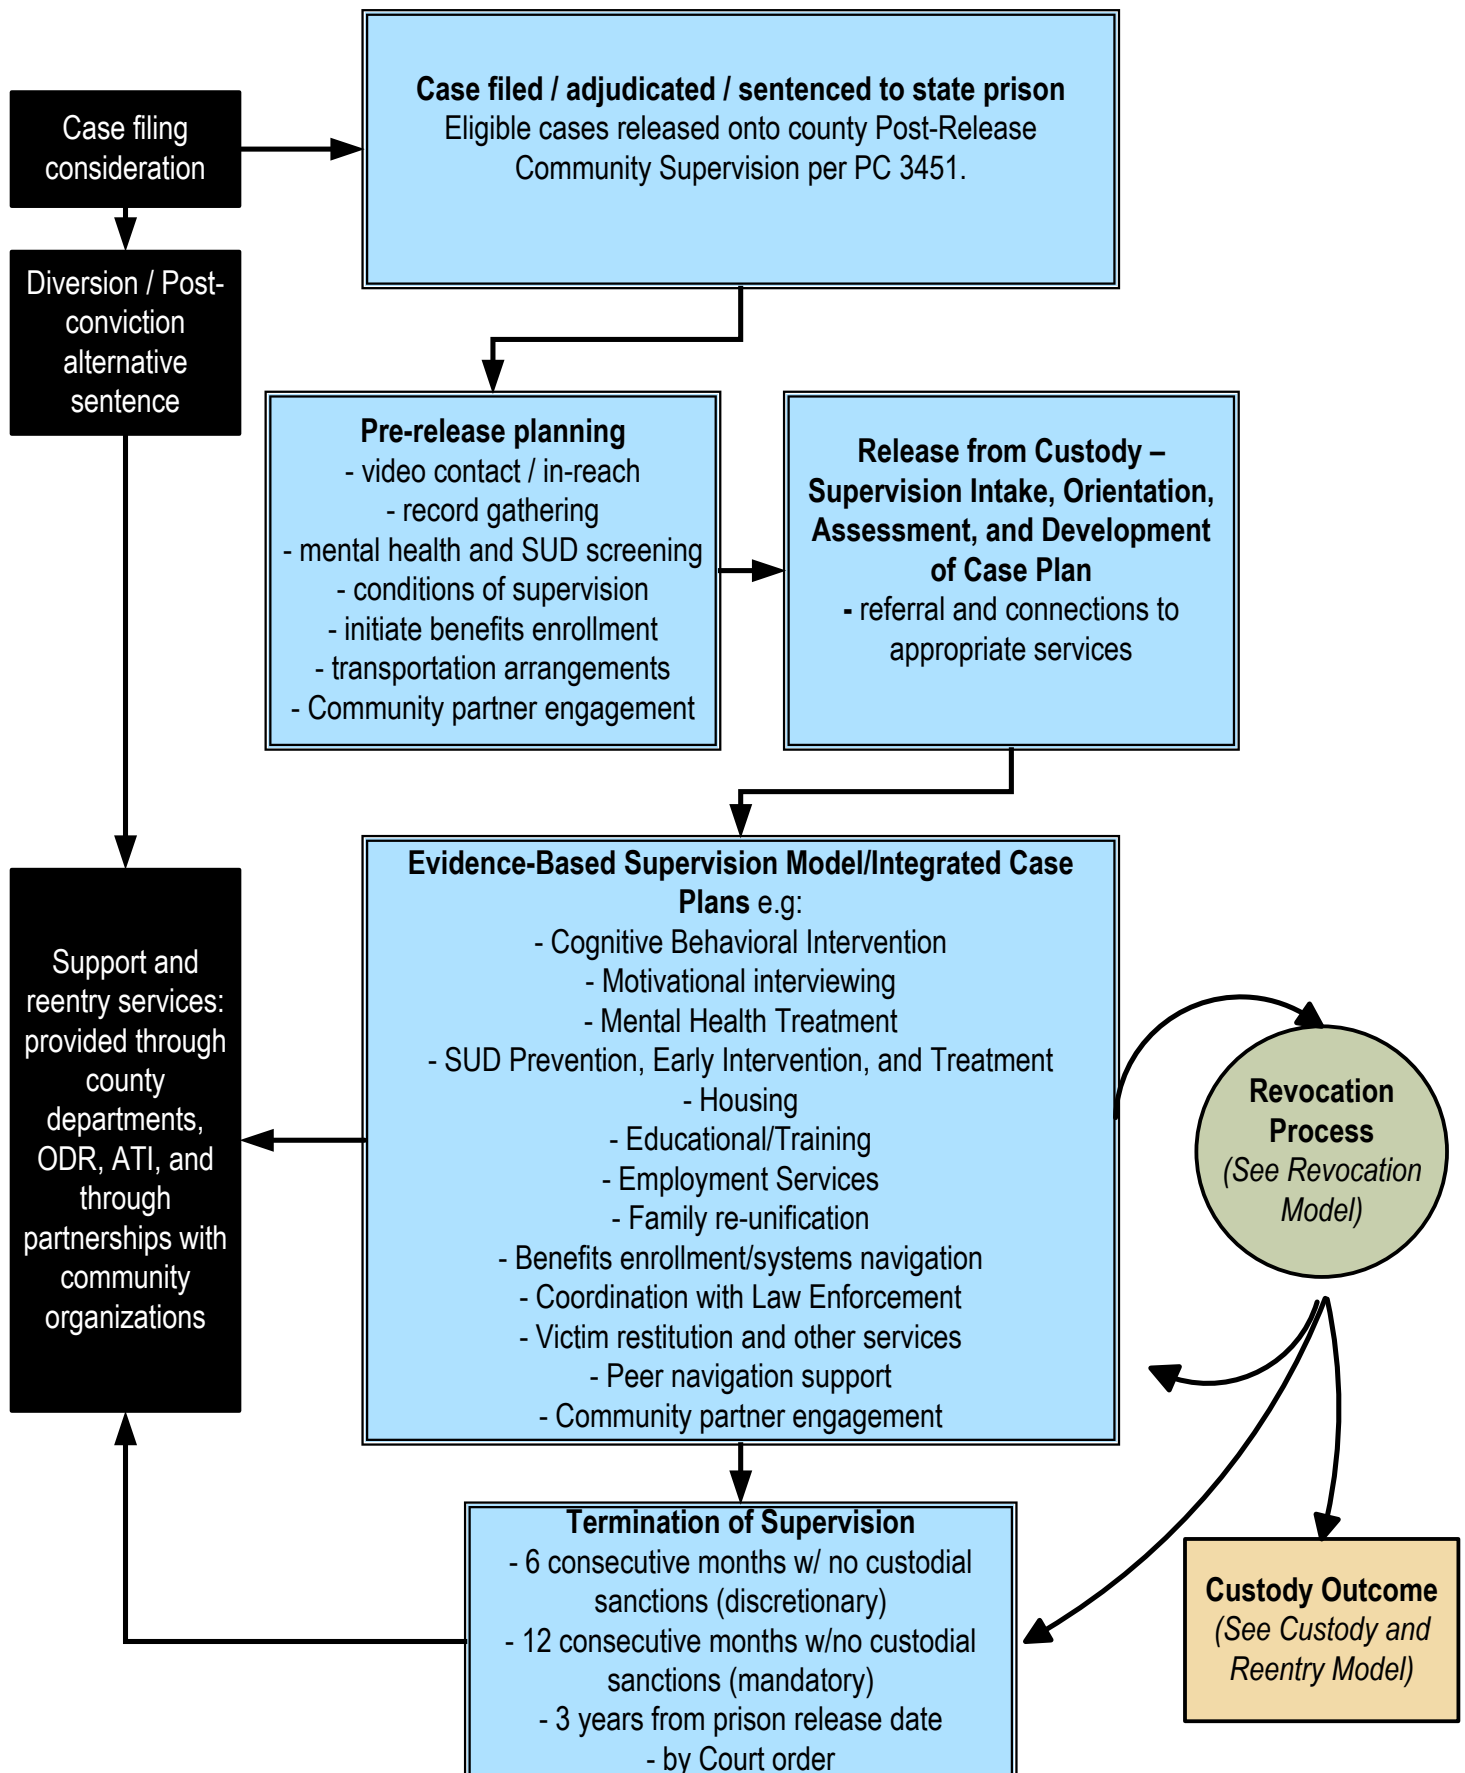 Case filed / adjudicated / sentenced to state prison
Eligible cases released onto county Post-Release
Community Supervision per PC 3451.
Case filing
consideration
Diversion / Post-
conviction
alternative
sentence
Pre-release planning
- video contact / in-reach
- record gathering
- mental health and SUD screening
- conditions of supervision
- initiate benefits enrollment
- transportation arrangements
- Community partner engagement
Release from Custody –
Supervision Intake, Orientation,
Assessment, and Development
of Case Plan
- referral and connections to
appropriate services
Evidence-Based Supervision Model/Integrated Case
Plans e.g:
- Cognitive Behavioral Intervention
- Motivational interviewing
- Mental Health Treatment
- SUD Prevention, Early Intervention, and Treatment
- Housing
- Educational/Training
- Employment Services
- Family re-unification
- Benefits enrollment/systems navigation
- Coordination with Law Enforcement
- Victim restitution and other services
- Peer navigation support
- Community partner engagement
Support and
reentry services:
provided through
county
departments,
ODR, ATI, and
through
partnerships with
community
organizations
Revocation
Process
(See Revocation
Model)
Termination of Supervision
- 6 consecutive months w/ no custodial
sanctions (discretionary)
- 12 consecutive months w/no custodial
sanctions (mandatory)
- 3 years from prison release date
- by Court order
Custody Outcome
(See Custody and
Reentry Model)